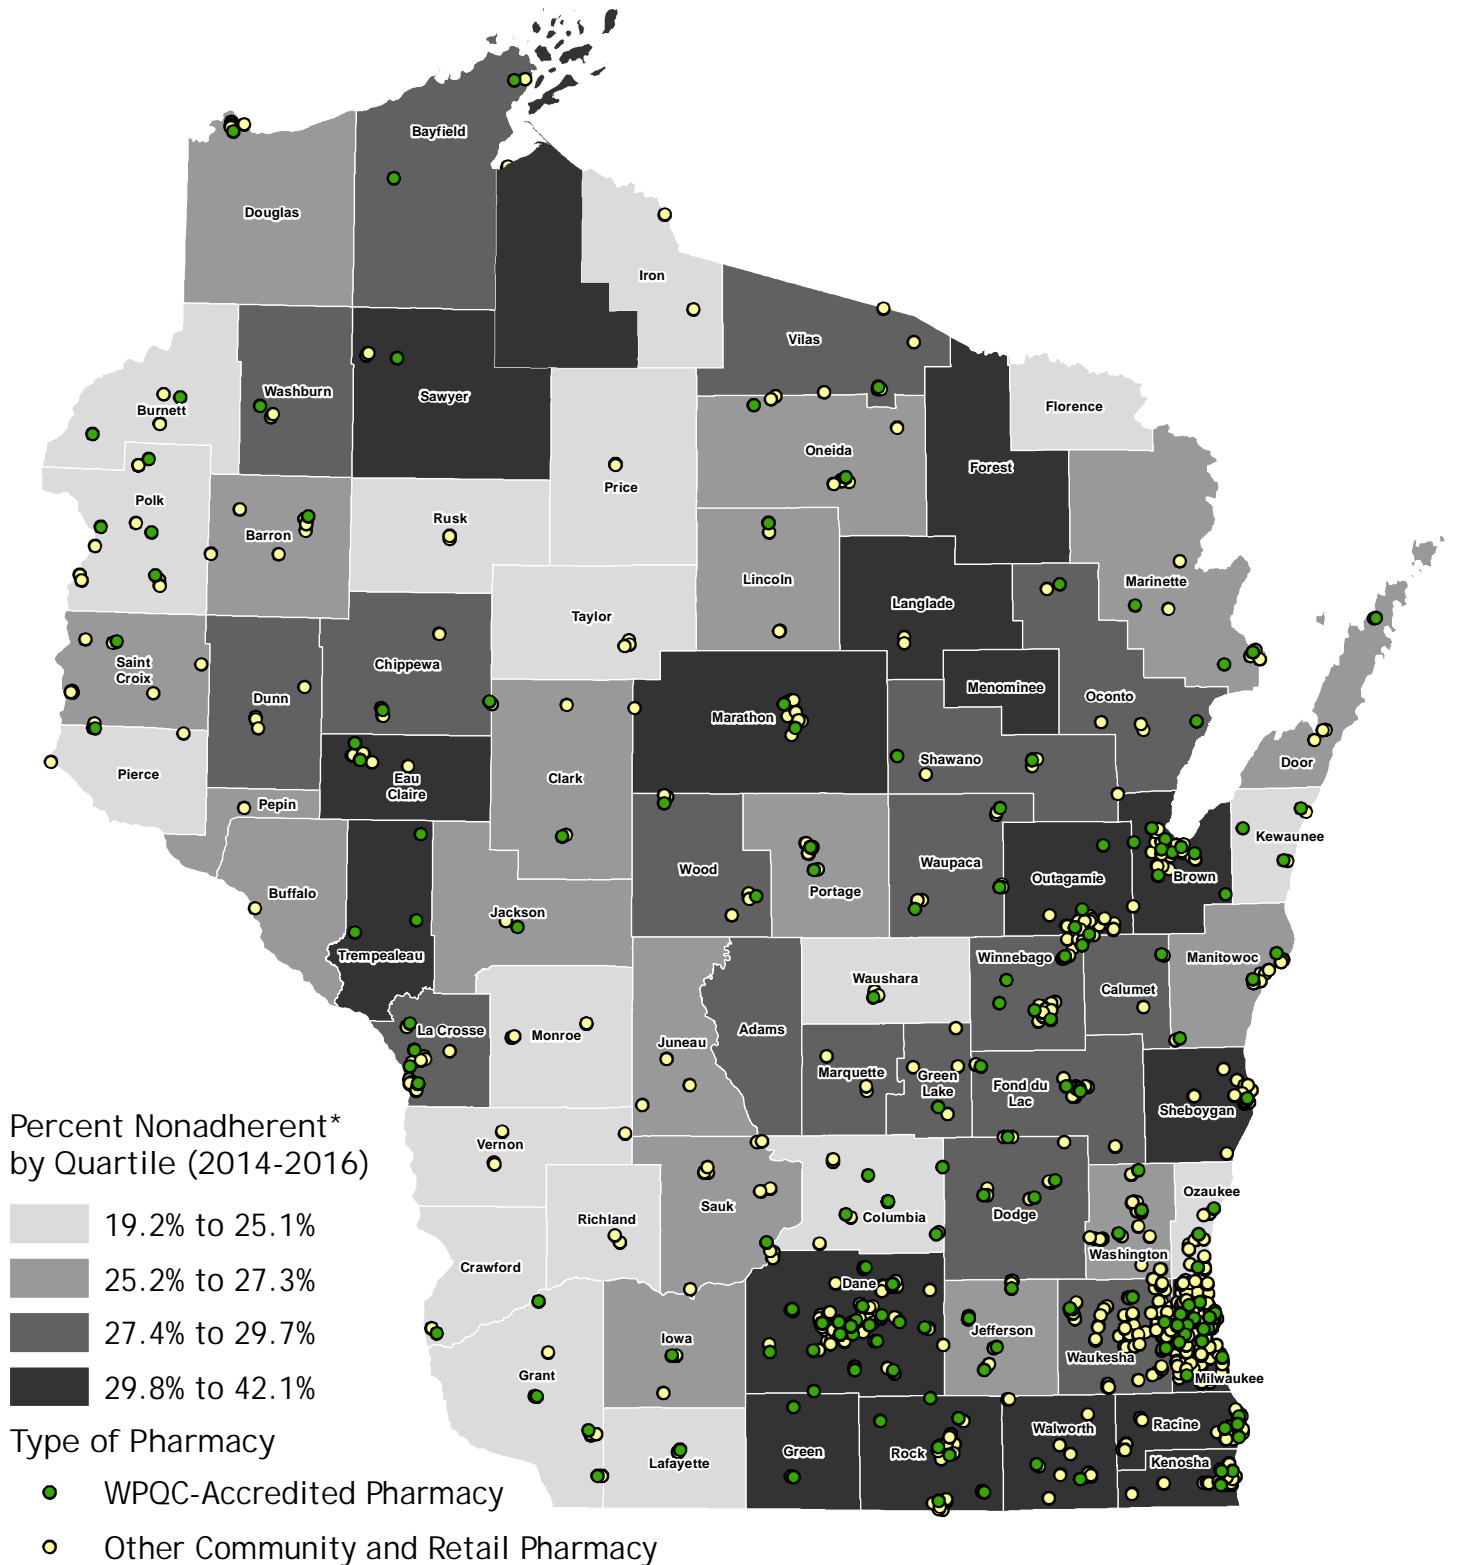 Bayfield
Douglas
Iron
Vilas
Washburn
Sawyer
Burnett
Florence
Oneida
Forest
Price
Polk
Rusk
Barron
Lincoln
Marinette
Langlade
Taylor
Saint
Croix
Chippewa
Menominee
Dunn
Oconto
Marathon
Shawano
Door
Pierce
Eau
Claire
Clark
Pepin
Kewaunee
Wood
Waupaca
Portage
Outagamie
Brown
Buffalo
Jackson
Trempealeau
Winnebago
Manitowoc
Waushara
Calumet
La Crosse
Monroe
Adams
Juneau
Marquette
Green
Lake
Fond du
Lac
Sheboygan
Vernon
Ozaukee
Sauk
Richland
Columbia
Dodge
Washington
Crawford
Dane
Jefferson
Iowa
Waukesha
Grant
Milwaukee
Walworth
Racine
Green
Rock
Lafayette
Kenosha
Percent Nonadherent*
by Quartile (2014-2016)
19.2% to 25.1%
25.2% to 27.3%
27.4% to 29.7%
29.8% to 42.1%
Type of Pharmacy
WPQC-Accredited Pharmacy
Other Community and Retail Pharmacy